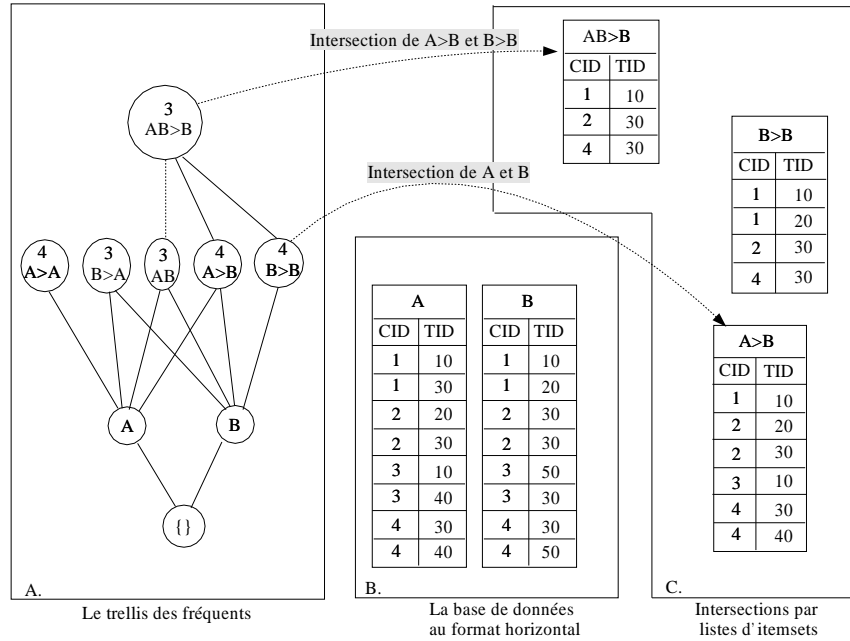 Intersection de A>B et B>B
AB>B
CID TID
1 10
2 30
4 30
3
AB>B
B>B
CID TID
1 10
1 20
2 30
4 30
Intersection de A et B
4
A>A
3
B>A
3
AB
4
A>B
4
B>B
A
CID TID
1 10
1 30
2 20
2 30
3 10
3 40
4 30
4 40
B
CID TID
1 10
1 20
2 30
2 30
3 50
3 30
4 30
4 50
A>B
CID TID
1 10
2 20
2 30
3 10
4 30
4 40
A
B
{}
A.
B.
C.
Le trellis des fréquents
La base de données
au format horizontal
Intersections par
listes d'itemsets